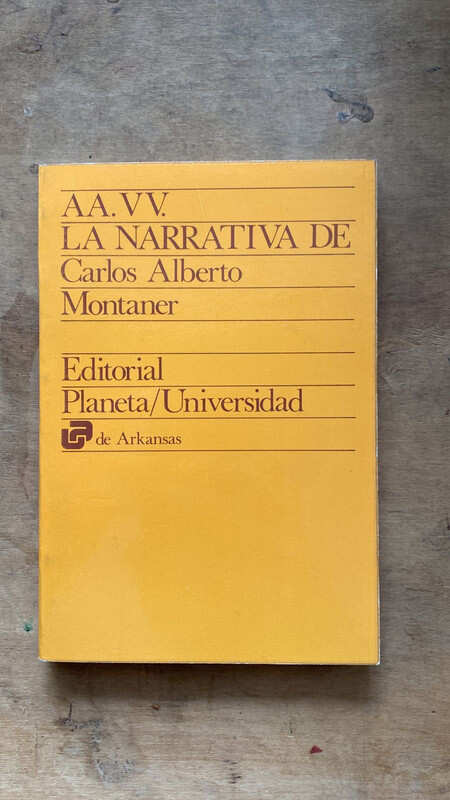 AA.VV.
LA NARRATIVA DE
Carlos Alberto
Montaner
Editorial
Planeta/Universidad
de Arkansas